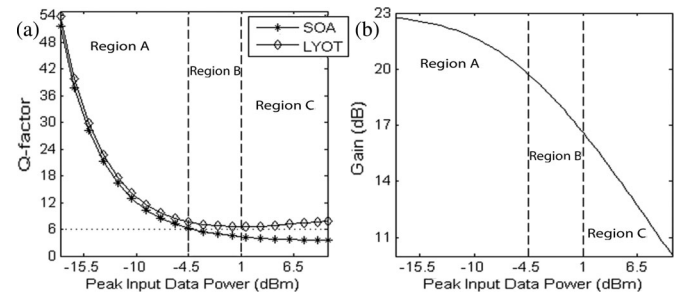 (a)
Q-factor
54
48
42
36
30
24
18
12
6
0
Region A
Region B
Region C
SOA
LYOT
-15.5 -10 -4.5 1 6.5
Peak Input Data Power (dBm)
(b)
Gain (dB)
23
20
17
14
11
Region A
Region B
Region C
-15.5 -10 -4.5 1 6.5
Peak Input Data Power (dBm)